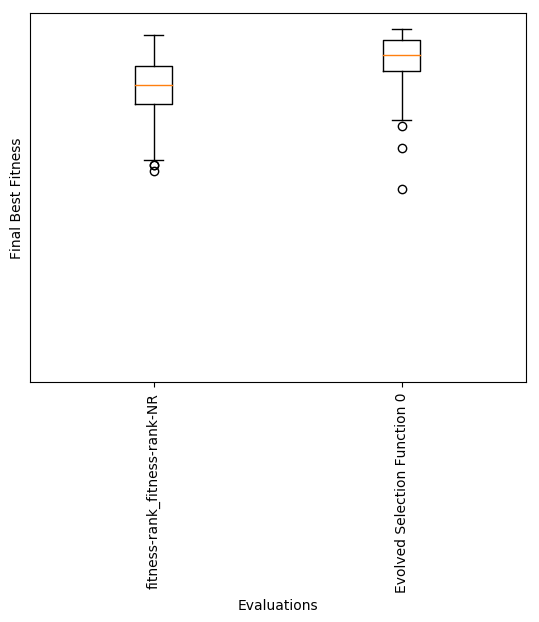 Final Best Fitness
fitness-rank_fitness-rank-NR
Evolved Selection Function 0
Evaluations